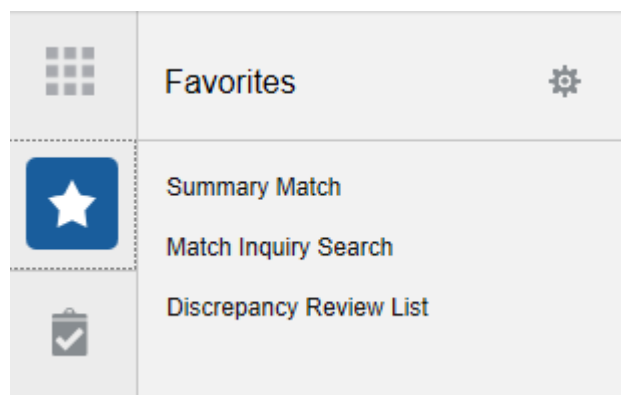 Favorites
Summary Match
Match Inquiry Search
Discrepancy Review List